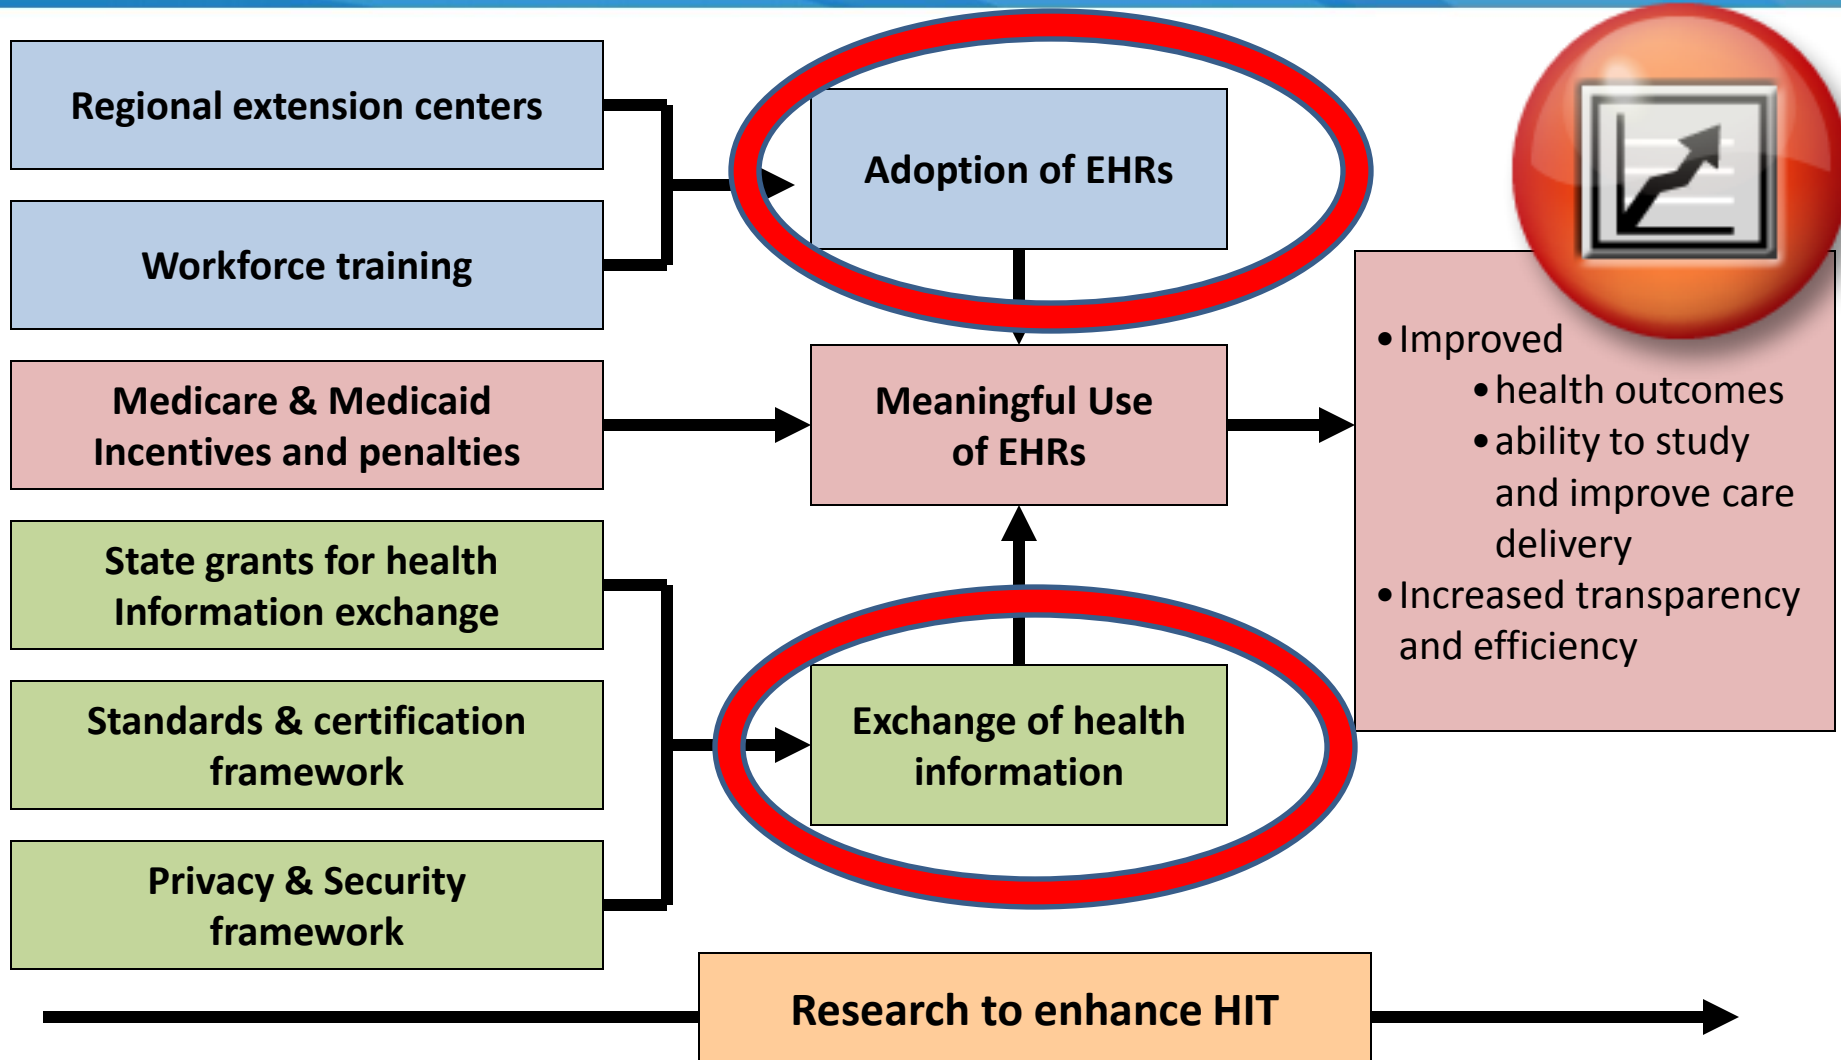 Regional extension centers
Workforce training
Medicare & Medicaid
Incentives and penalties
State grants for health
Information exchange
Standards & certification
framework
Privacy & Security
framework
Adoption of EHRs
Meaningful Use
of EHRs
Exchange of health
information
•Improved
•health outcomes
•ability to study
and improve care
delivery
•Increased transparency
and efficiency
Research to enhance HIT